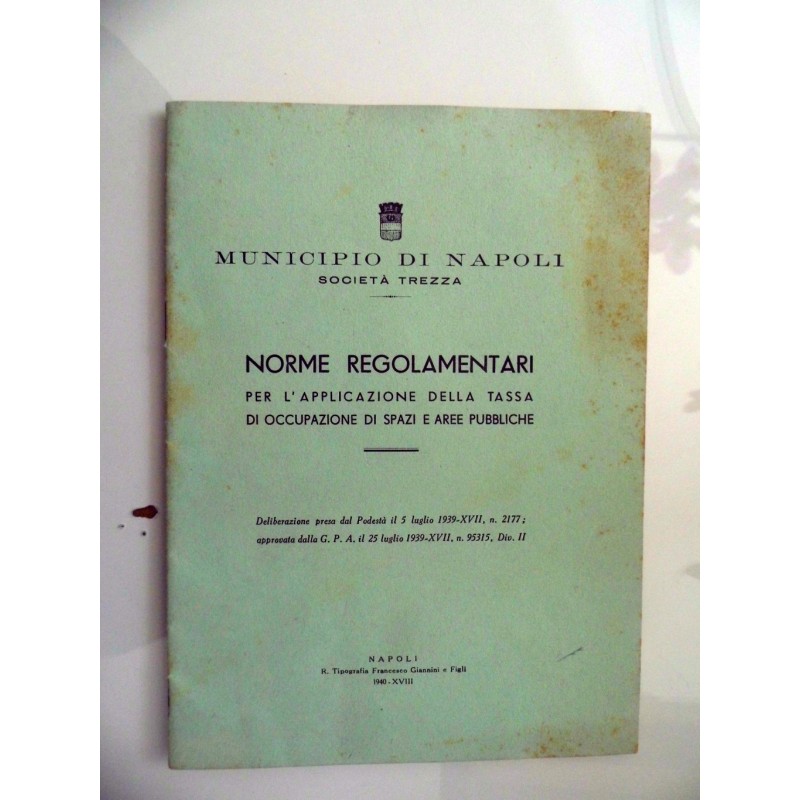 MUNICIPIO DI NAPOLI
SOCIETÀ TREZZA
NORME REGOLAMENTARI
PER L'APPLICAZIONE DELLA TASSA
DI OCCUPAZIONE DI SPAZI E AREE PUBBLICHE
Deliberazione presa dal Podestà il 5 luglio 1939-XVII, n. 2177;
approvata dalla G. P. A. il 25 luglio 1939-XVII, n. 95315, Div. II
NAPOLI
R. Tipografia Francesco Giannini e Figli
1940-XVIII